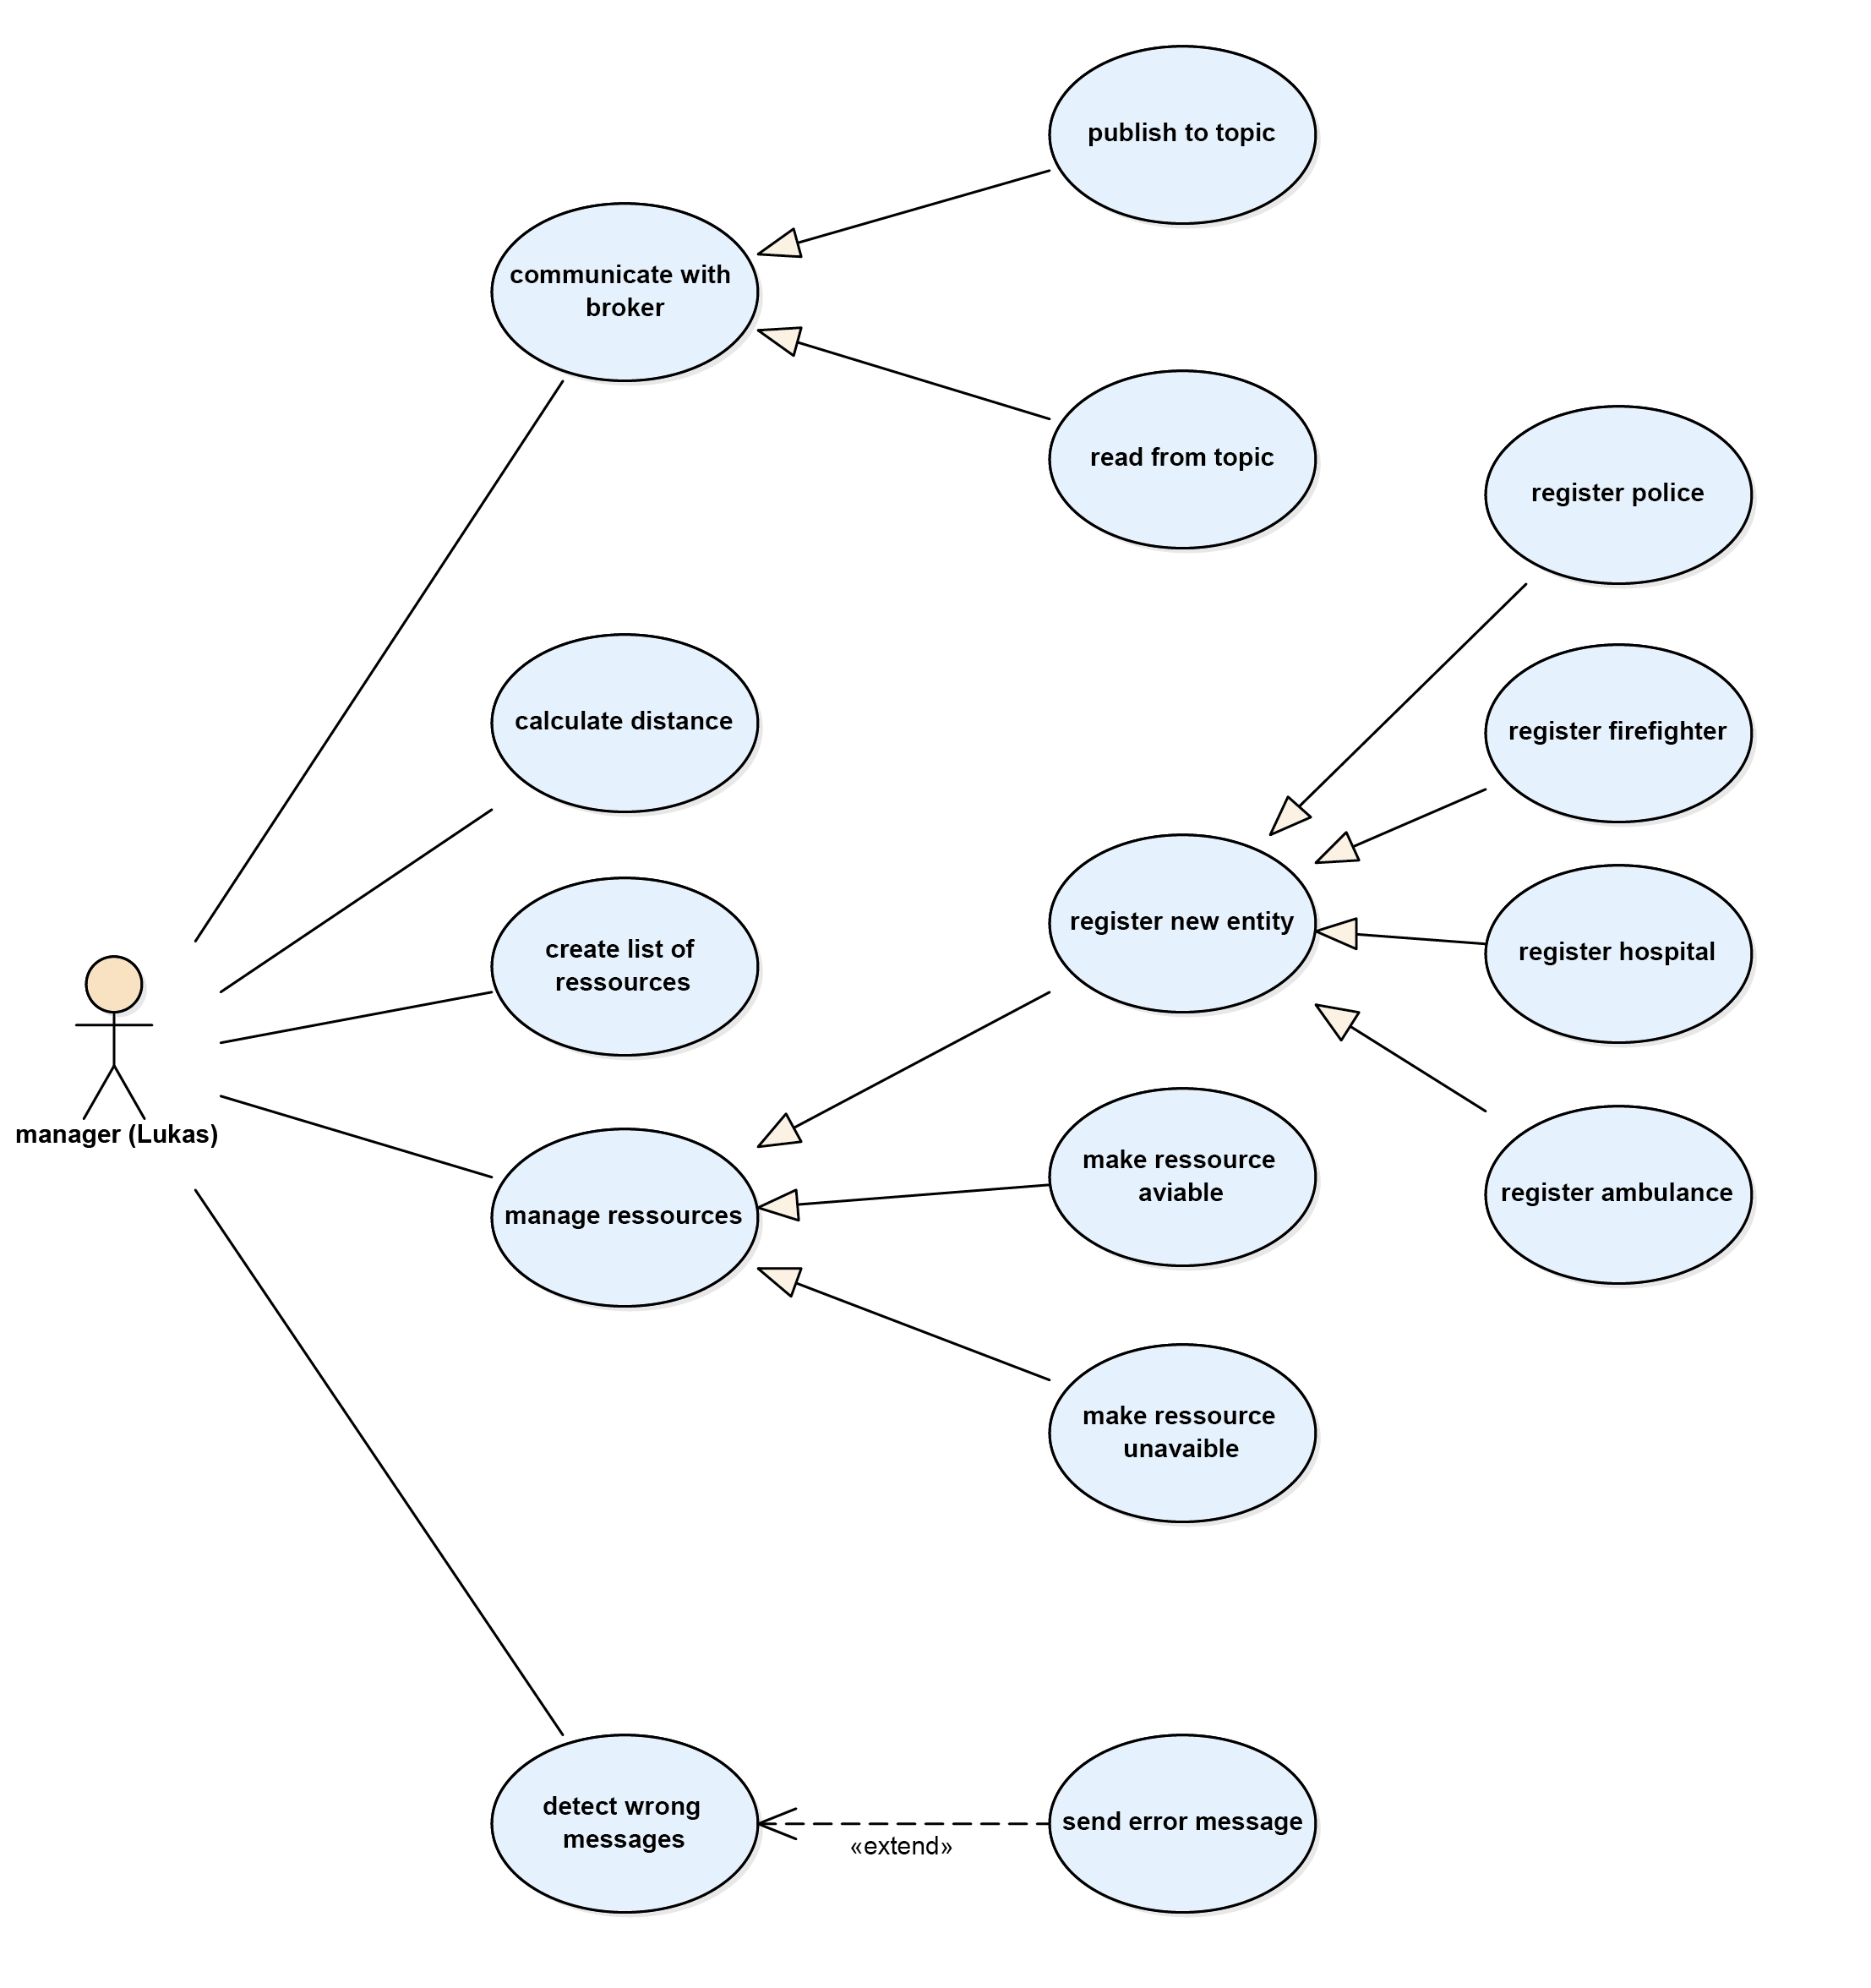 publish to topic
communicate with
broker
read from topic
register police
calculate distance
register firefighter
create list of
ressources
register new entity
register hospital
manager (Lukas)
manage ressources
make ressource
aviable
register ambulance
make ressource
unavaible
detect wrong
messages
«extend»
send error message